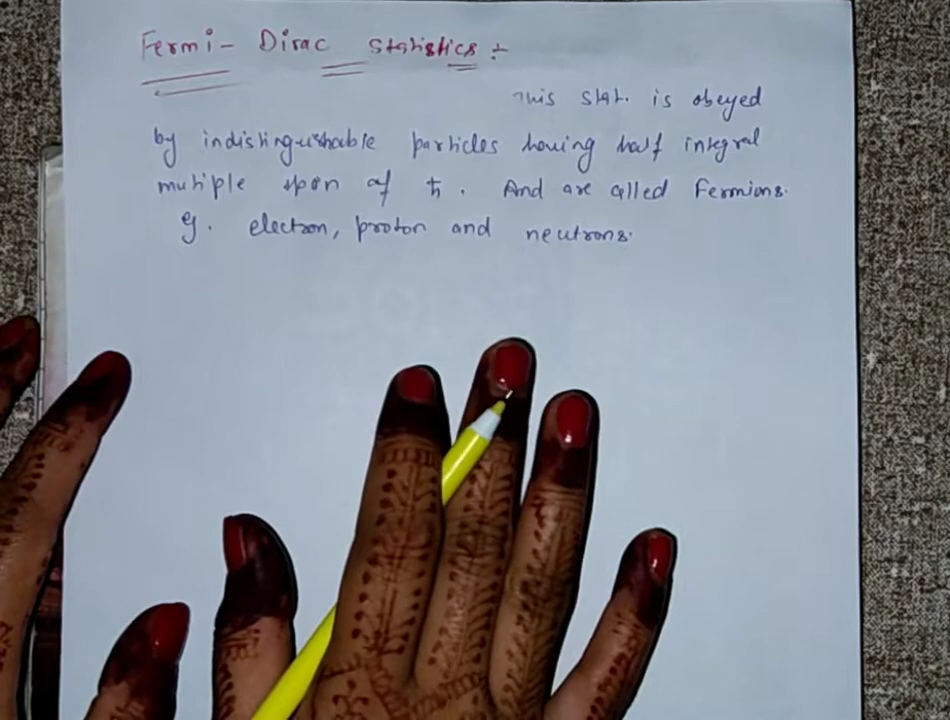 Fermi - Dirac Statistics :-
This stat. is obeyed
by indistinguishable particles having half integral
multiple spin of ħ. And are called Fermions.
eg. electron, proton and neutrons.